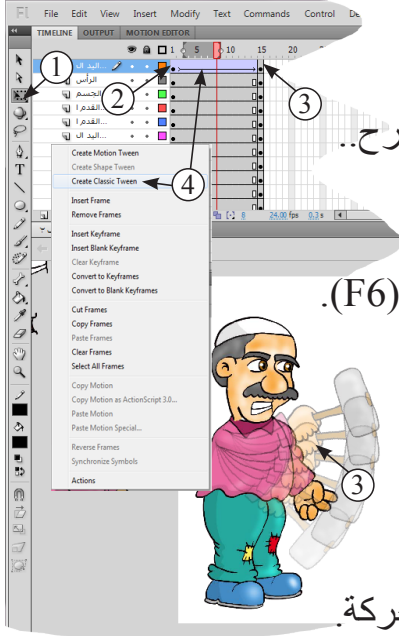 FL File Edit View Insert Modify Text Commands Control De
TIMELINE OUTPUT MOTION EDITOR
1 5 10 15 20
...اليد ال
الرأس
الجسم
...القدم ا
...القدم ا
...اليد ال
1
2
3
4
رح..
8 24.00 fps 0.3 s
Create Motion Tween
Create Shape Tween
Create Classic Tween
Insert Frame
Remove Frames
Insert Keyframe
Insert Blank Keyframe
Clear Keyframe
Convert to Keyframes
Convert to Blank Keyframes
Cut Frames
Copy Frames
Paste Frames
Clear Frames
Select All Frames
Copy Motion
Copy Motion as ActionScript 3.0...
Paste Motion
Paste Motion Special...
Reverse Frames
Synchronize Symbols
Actions
(F6).
3
ركة